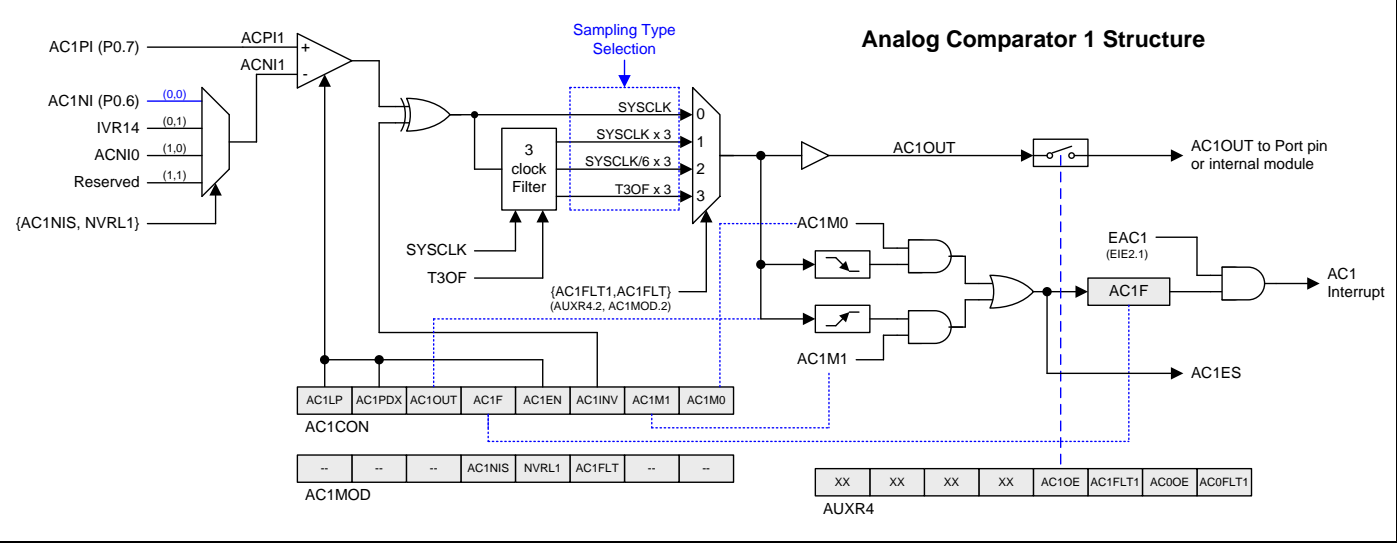 Analog Comparator 1 Structure
Sampling Type
Selection
AC1PI (P0.7)
ACPI1
+
ACNI1
-
AC1NI (P0.6)
(0,0)
IVR14
(0,1)
ACNI0
(1,0)
Reserved
(1,1)
{AC1NIS, NVRL1}
3
clock
Filter
SYSCLK
T3OF
SYSCLK
0
SYSCLK x 3
1
SYSCLK/6 x 3
2
T3OF x 3
3
{AC1FLT1,AC1FLT}
(AUXR4.2, AC1MOD.2)
AC1OUT
AC1OUT to Port pin
or internal module
AC1M0
AC1M1
EAC1
(EIE2.1)
AC1F
AC1
Interrupt
AC1ES
AC1LP AC1PDX AC1OUT AC1F AC1EN AC1INV AC1M1 AC1M0
AC1CON
-- -- -- AC1NIS NVRL1 AC1FLT -- --
AC1MOD
XX XX XX XX AC1OE AC1FLT1 AC0OE AC0FLT1
AUXR4